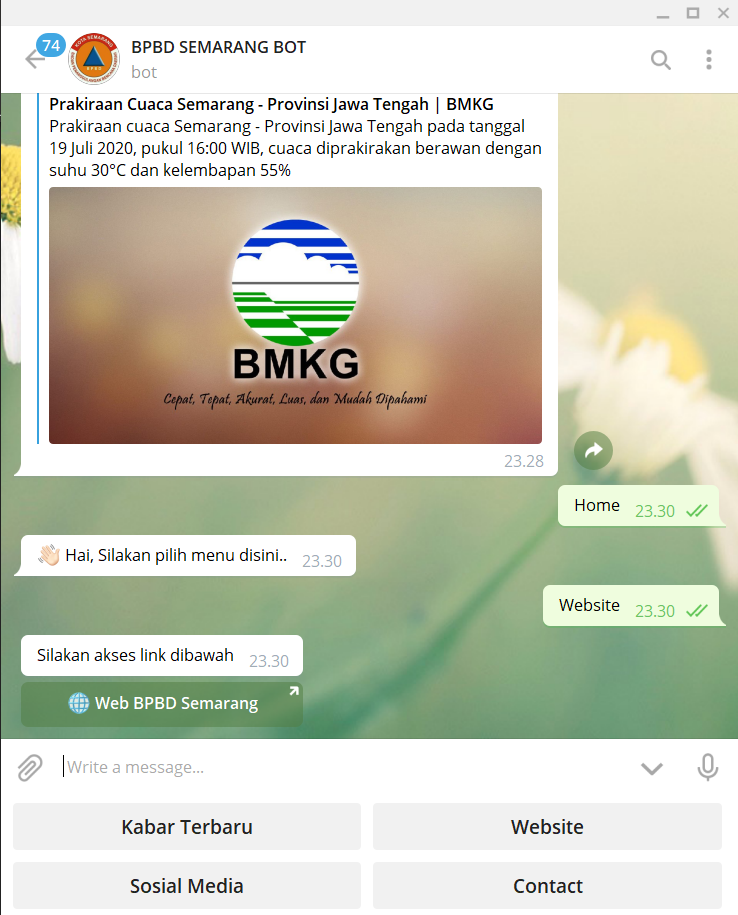 74
BPBD SEMARANG BOT
bot
Prakiraan Cuaca Semarang - Provinsi Jawa Tengah | BMKG
Prakiraan cuaca Semarang - Provinsi Jawa Tengah pada tanggal
19 Juli 2020, pukul 16:00 WIB, cuaca diprakirakan berawan dengan
suhu 30°C dan kelembapan 55%
BMKG
Cepat, Tepat, Akurat, Luas, dan Mudah Dipahami
23.28
Home 23.30
👋🏻 Hai, Silakan pilih menu disini.. 23.30
Website 23.30
Silakan akses link dibawah 23.30
🌐 Web BPBD Semarang
Write a message...
Kabar Terbaru
Website
Sosial Media
Contact